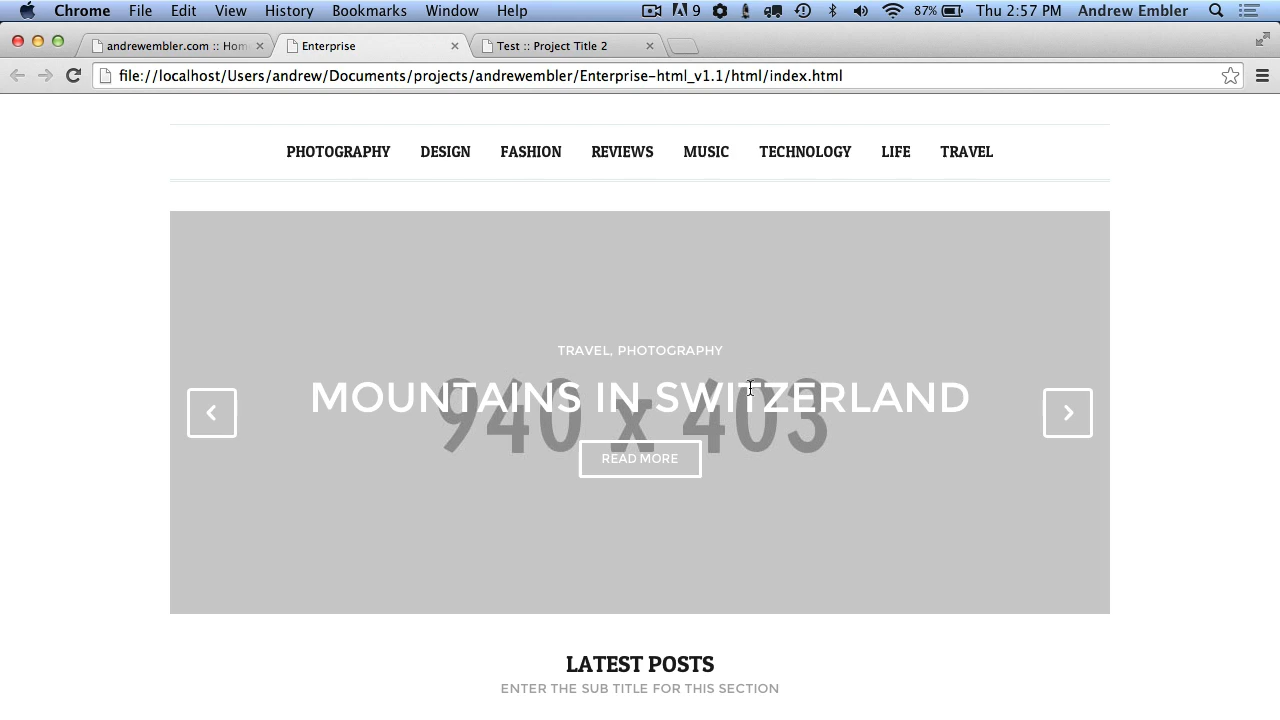 Chrome File Edit View History Bookmarks Window Help 9 87% Thu 2:57 PM Andrew Embler
andrewembler.com :: Hom Enterprise Test :: Project Title 2
file://localhost/Users/andrew/Documents/projects/andrewembler/Enterprise-html_v1.1/html/index.html
PHOTOGRAPHY DESIGN FASHION REVIEWS MUSIC TECHNOLOGY LIFE TRAVEL
TRAVEL, PHOTOGRAPHY
MOUNTAINS IN SWITZERLAND
940 x 403
READ MORE
LATEST POSTS
ENTER THE SUB TITLE FOR THIS SECTION